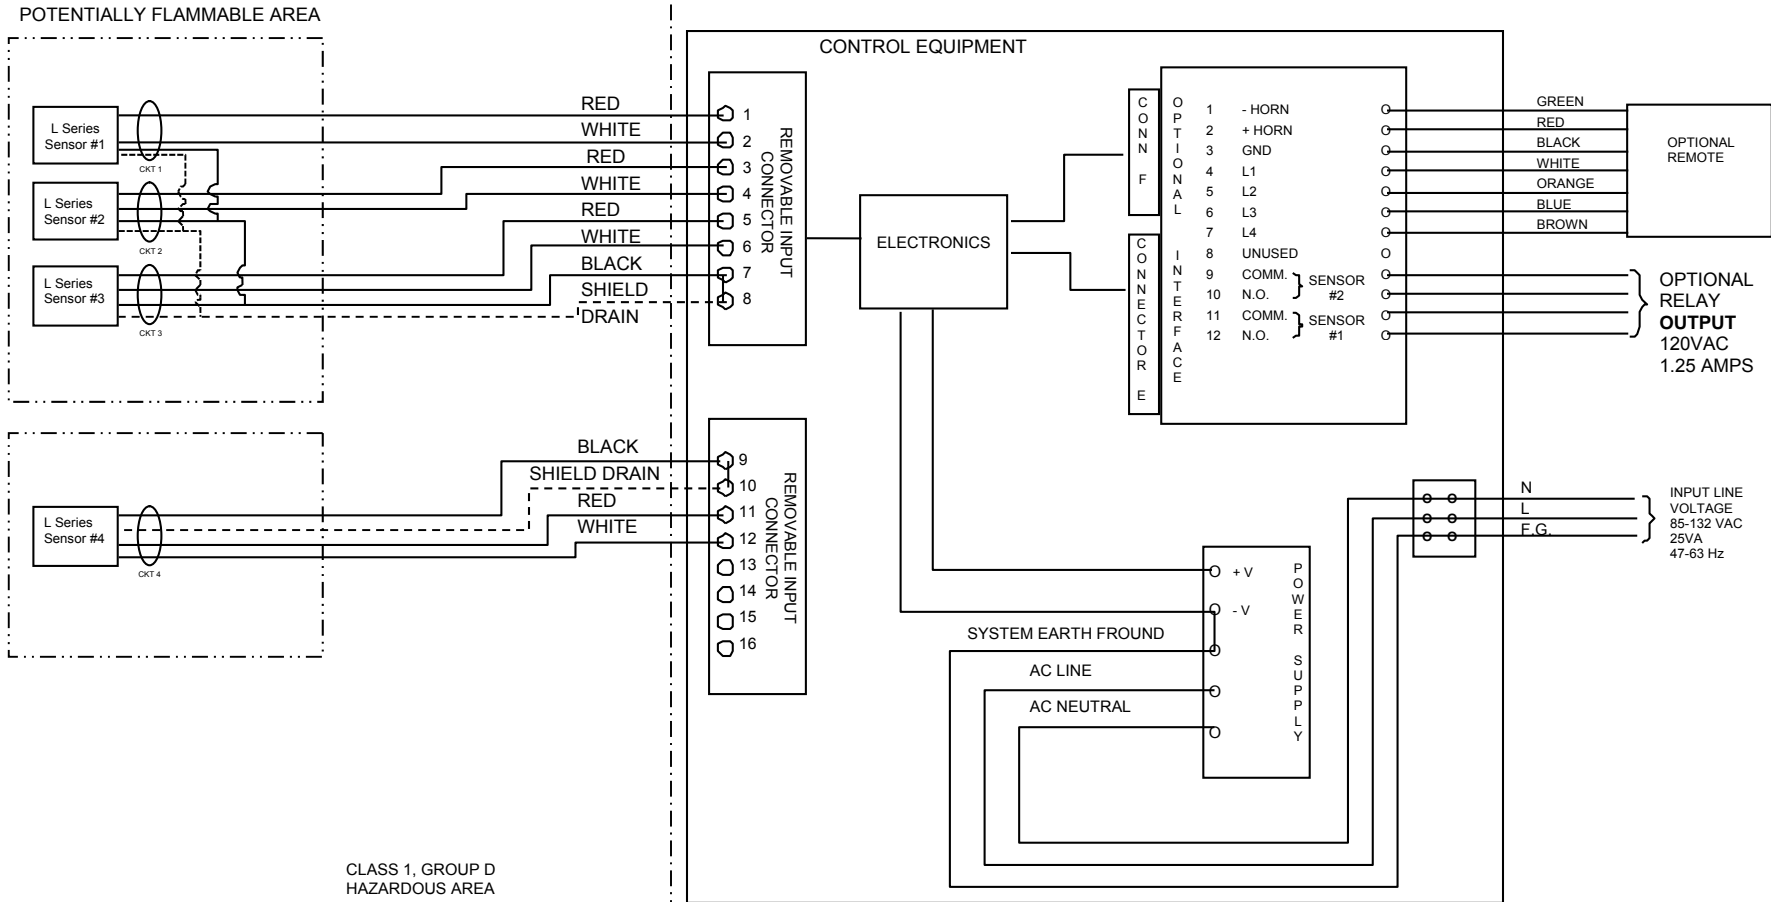 POTENTIALLY FLAMMABLE AREA
L Series
Sensor #1
CKT 1
L Series
Sensor #2
CKT 2
L Series
Sensor #3
CKT 3
RED
WHITE
RED
WHITE
RED
WHITE
BLACK
SHIELD
DRAIN
L Series
Sensor #4
CKT 4
BLACK
SHIELD DRAIN
RED
WHITE
CLASS 1, GROUP D
HAZARDOUS AREA
CONTROL EQUIPMENT
1
2
3
4
5
6
7
8
REMOVABLE INPUT
CONNECTOR
9
10
11
12
13
14
15
16
REMOVABLE INPUT
CONNECTOR
ELECTRONICS
CONN F
CONNECTOR E
OPTIONAL INTERFACE
1 - HORN
2 + HORN
3 GND
4 L1
5 L2
6 L3
7 L4
8 UNUSED
9 COMM.
10 N.O.
SENSOR
#2
11 COMM.
12 N.O.
SENSOR
#1
GREEN
RED
BLACK
WHITE
ORANGE
BLUE
BROWN
OPTIONAL
REMOTE
OPTIONAL
RELAY
OUTPUT
120VAC
1.25 AMPS
N
L
F.G.
INPUT LINE
VOLTAGE
85-132 VAC
25VA
47-63 Hz
+ V
- V
POWER SUPPLY
SYSTEM EARTH FROUND
AC LINE
AC NEUTRAL